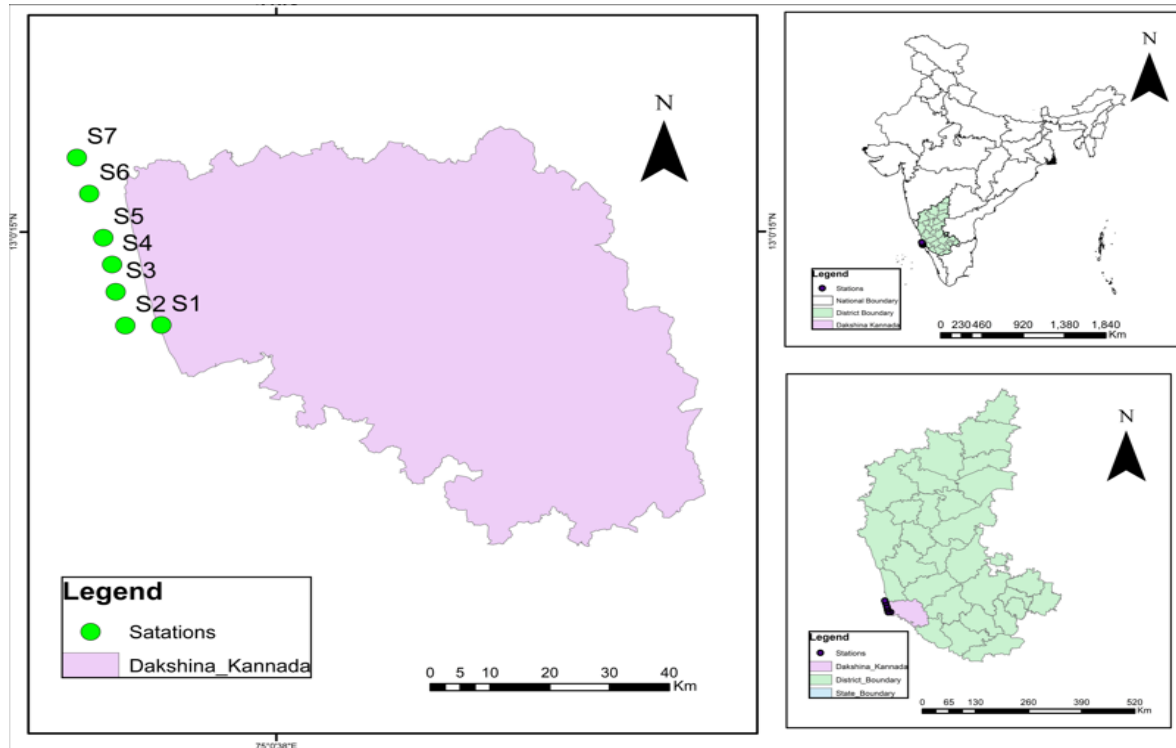 N
S7
S6
S5
S4
S3
S2 S1
13°0'15"N
13°0'15"N
Legend
Satations
Dakshina_Kannada
0 5 10 20 30 40
Km
75°0'38"E
N
Legend
Stations
National Boundary
District Boundary
Dakshina Kannada
0 230 460 920 1,380 1,840
Km
N
Legend
Stations
Dakshina_Kannada
District_Boundary
State_Boundary
0 65 130 260 390 520
Km